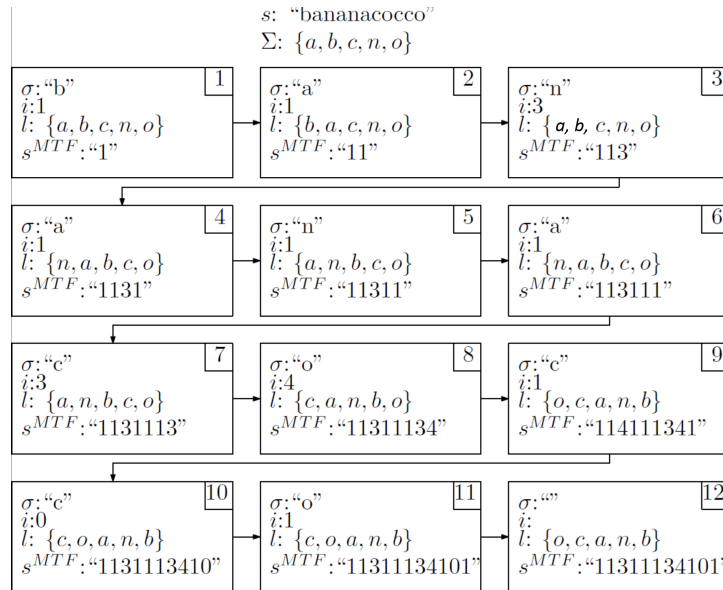 s: “bananacocco”
Σ: {a, b, c, n, o}
1
σ:“b”
i:1
l: {a, b, c, n, o}
s^{MTF}:“1”
2
σ:“a”
i:1
l: {b, a, c, n, o}
s^{MTF}:“11”
3
σ:“n”
i:3
l: {a, b, c, n, o}
s^{MTF}:“113”
4
σ:“a”
i:1
l: {n, a, b, c, o}
s^{MTF}:“1131”
5
σ:“n”
i:1
l: {a, n, b, c, o}
s^{MTF}:“11311”
6
σ:“a”
i:1
l: {n, a, b, c, o}
s^{MTF}:“113111”
7
σ:“c”
i:3
l: {a, n, b, c, o}
s^{MTF}:“1131113”
8
σ:“o”
i:4
l: {c, a, n, b, o}
s^{MTF}:“11311134”
9
σ:“c”
i:1
l: {o, c, a, n, b}
s^{MTF}:“114111341”
10
σ:“c”
i:0
l: {c, o, a, n, b}
s^{MTF}:“1131113410”
11
σ:“o”
i:1
l: {c, o, a, n, b}
s^{MTF}:“11311134101”
12
σ:“”
i:
l: {o, c, a, n, b}
s^{MTF}:“11311134101”